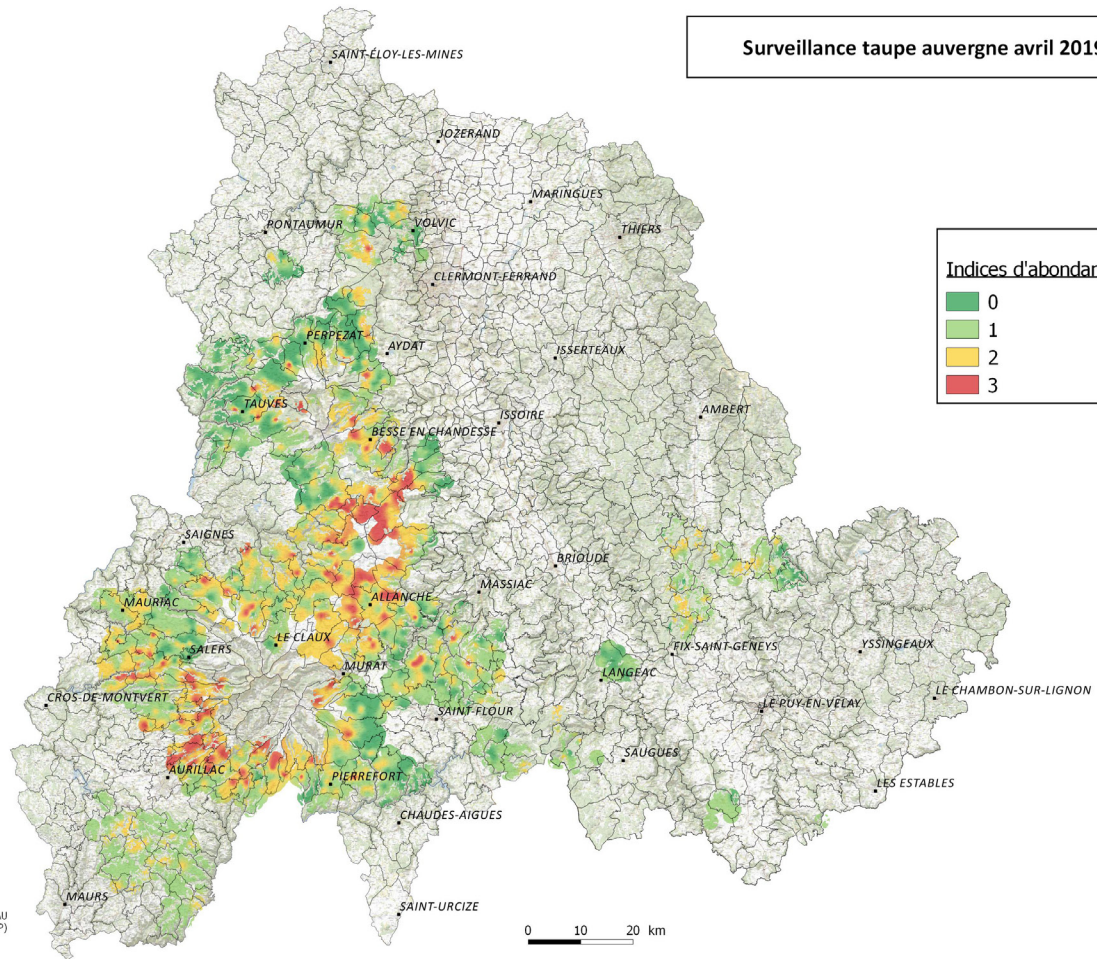 Surveillance taupe auvergne avril 2019
SAINT-ÉLOY-LES-MINES
JOZERAND
MARINGUES
PONTAUMUR
VOLVIC
THIERS
CLERMONT-FERRAND
Indices d'abondan
0
1
2
3
PERPEZAT
AYDAT
ISSERTEAUX
TAUVES
ISSOIRE
AMBERT
BESSE EN CHANDESSE
SAIGNES
BRIOUDE
MASSIAC
MAURIAC
ALLANCHE
LE CLAUX
SALERS
FIX-SAINT-GENEYS
YSSINGEAUX
MURAT
LANGEAC
CROS-DE-MONTVERT
LE CHAMBON-SUR-LIGNON
SAINT-FLOUR
LE PUY-EN-VELAY
SAUGUES
AURILLAC
PIERREFORT
LES ESTABLES
CHAUDES-AIGUES
MAURS
SAINT-URCIZE
AU
P)
0 10 20 km